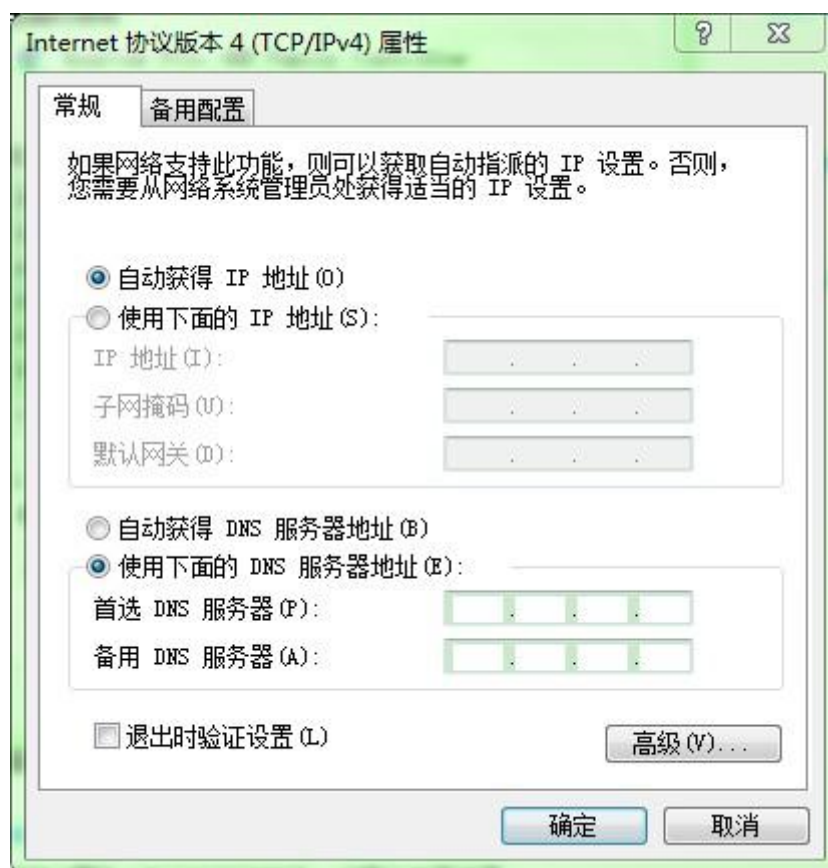 Internet 协议版本 4 (TCP/IPv4) 属性
常规
备用配置
如果网络支持此功能，则可以获取自动指派的 IP 设置。否则，
您需要从网络系统管理员处获得适当的 IP 设置。
自动获得 IP 地址(O)
使用下面的 IP 地址(S):
IP 地址(I):
子网掩码(U):
默认网关(D):
自动获得 DNS 服务器地址(B)
使用下面的 DNS 服务器地址(E):
首选 DNS 服务器(P):
备用 DNS 服务器(A):
退出时验证设置(L)
高级(V)...
确定
取消